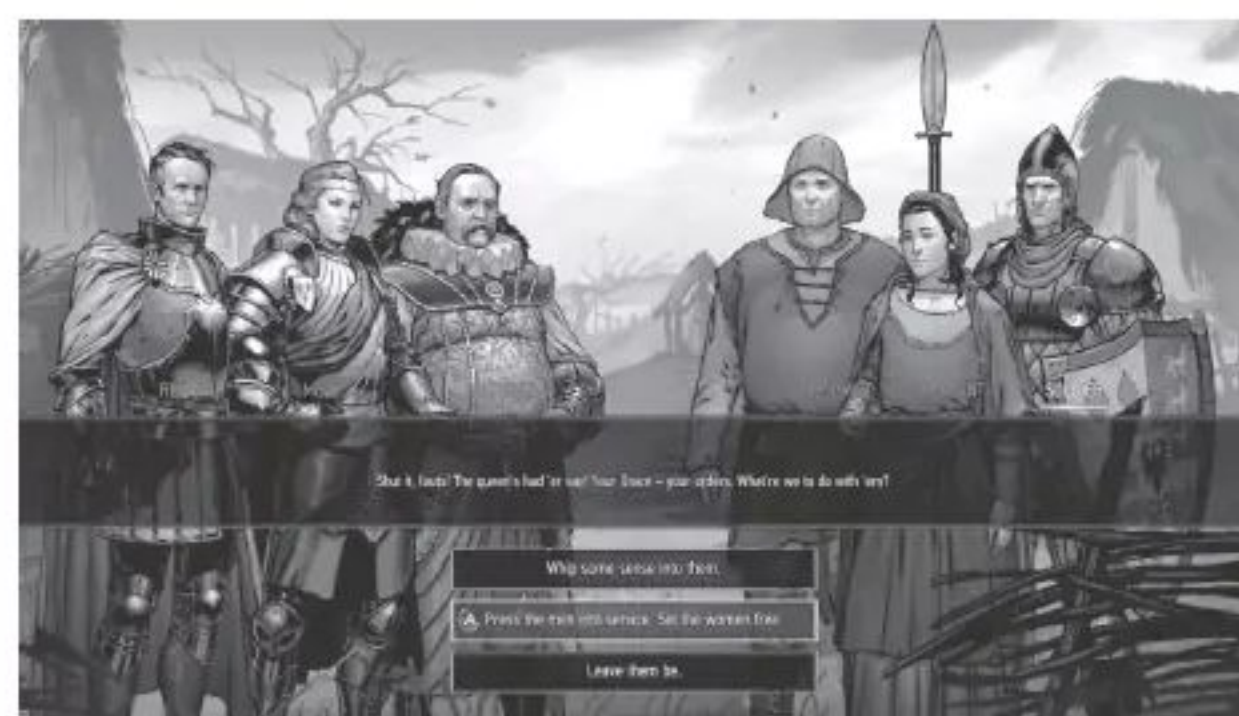 Shut it, louts! The queen's had 'er say! Your Grace – your orders. What're we to do with 'em?
Whip some sense into them.
A Press the men into service. Set the women free.
Leave them be.